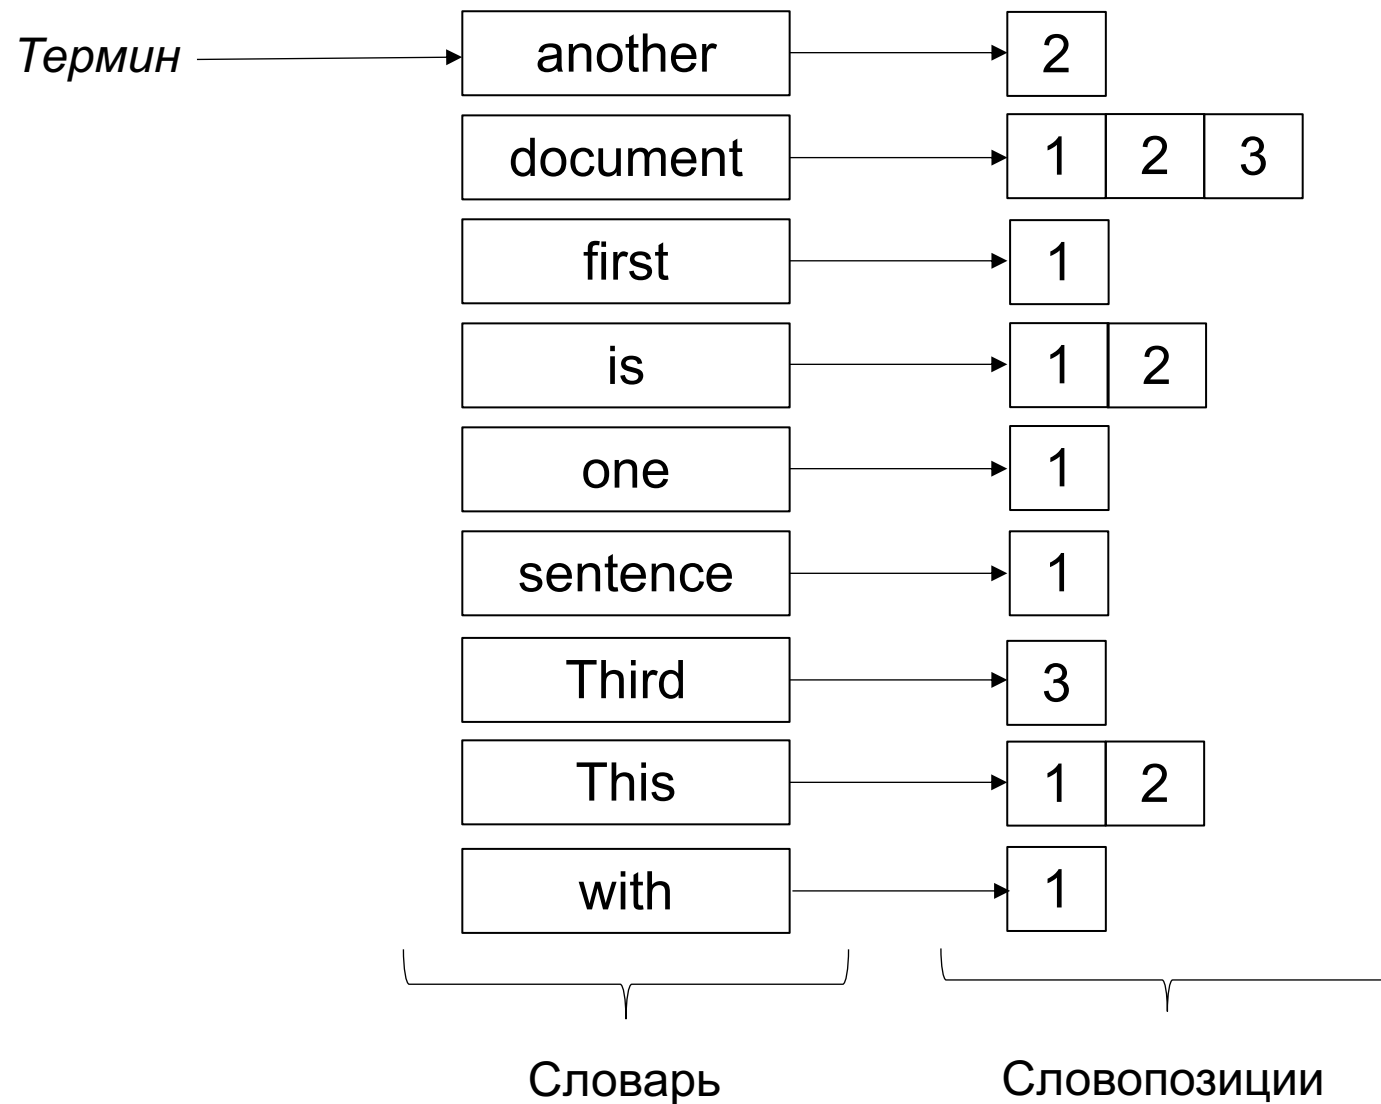 Термин another 2
document 1 2 3
first 1
is 1 2
one 1
sentence 1
Third 3
This 1 2
with 1
Словарь Словопозиции